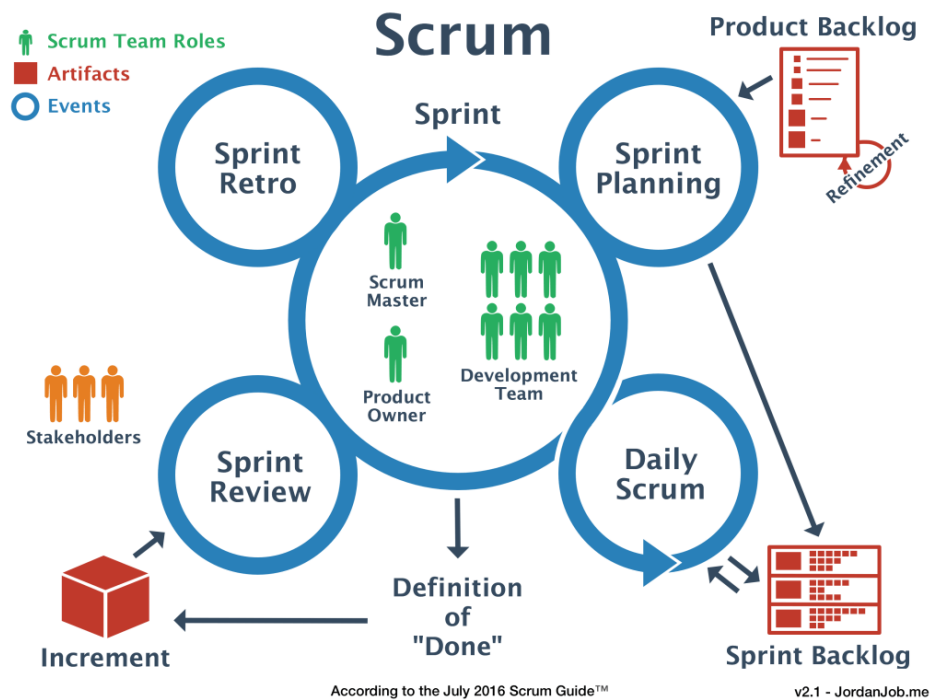 Scrum
Scrum Team Roles
Artifacts
Events
Product Backlog
Refinement
Sprint
Sprint
Retro
Sprint
Planning
Scrum
Master
Product
Owner
Development
Team
Stakeholders
Sprint
Review
Daily
Scrum
Definition
of
"Done"
Increment
Sprint Backlog
According to the July 2016 Scrum Guide™
v2.1 - JordanJob.me